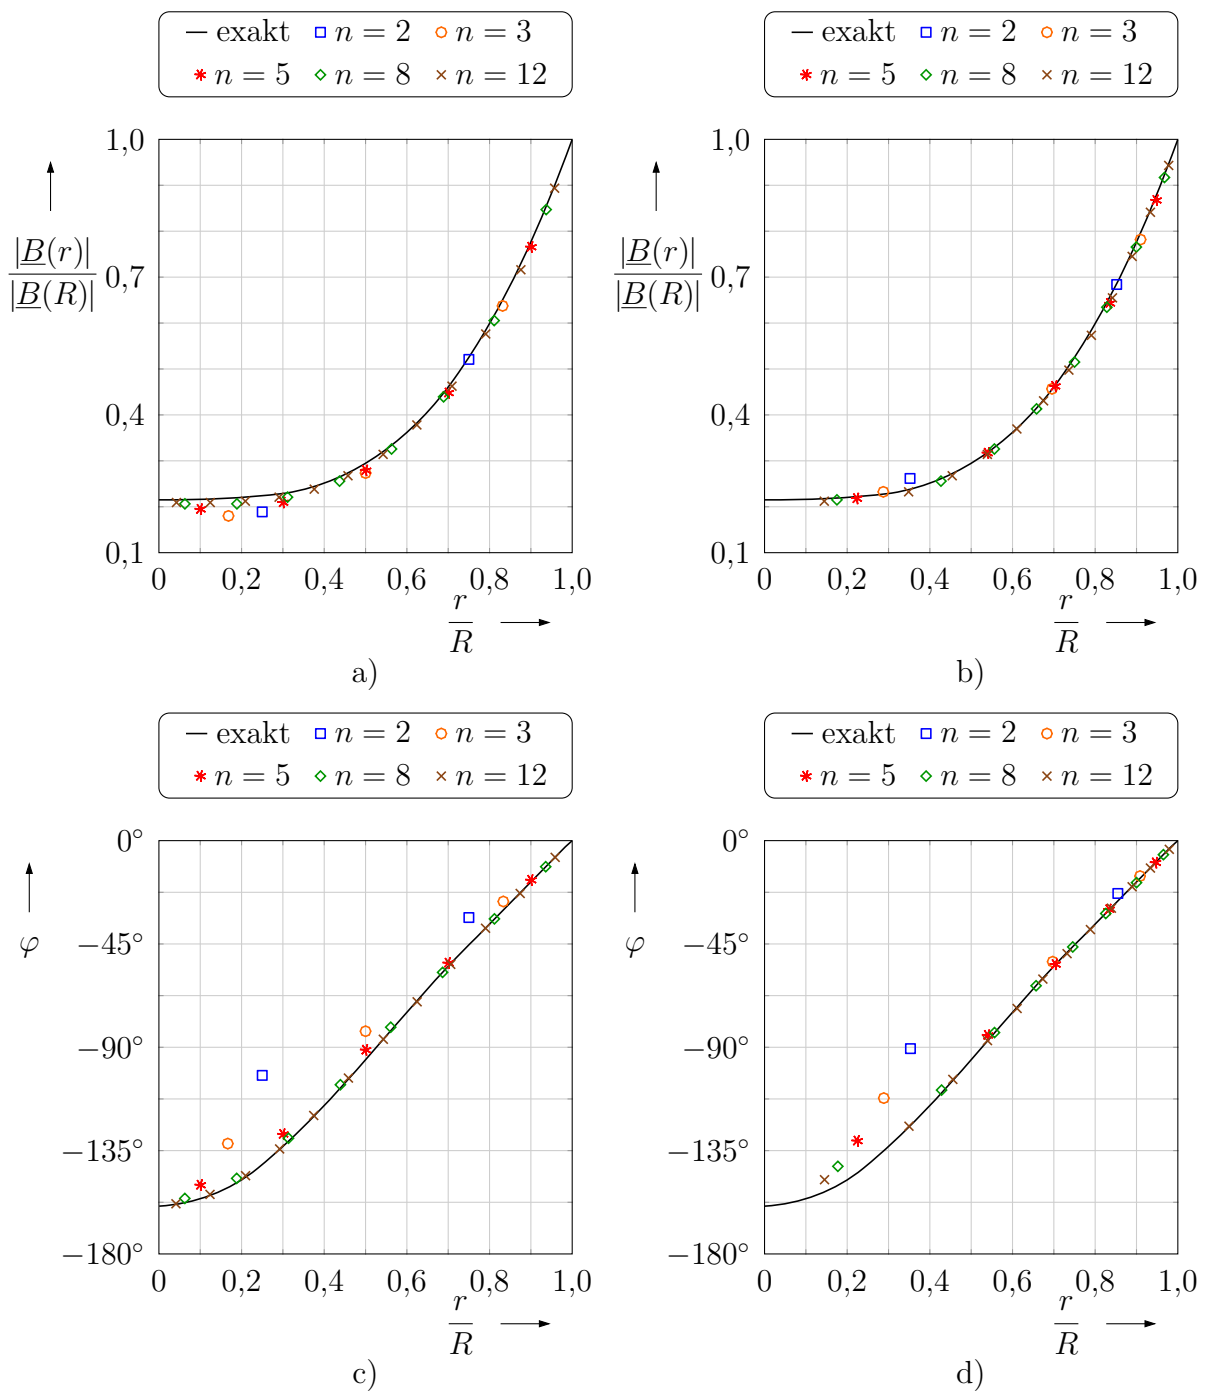 exakt n = 2 n = 3
n = 5 n = 8 n = 12
1,0
|B(r)|
|B(R)|
0,7
0,4
0,1
0 0,2 0,4 0,6 0,8 1,0
r
R
a)
exakt n = 2 n = 3
n = 5 n = 8 n = 12
1,0
|B(r)|
|B(R)|
0,7
0,4
0,1
0 0,2 0,4 0,6 0,8 1,0
r
R
b)
exakt n = 2 n = 3
n = 5 n = 8 n = 12
0°
φ
−45°
−90°
−135°
−180°
0 0,2 0,4 0,6 0,8 1,0
r
R
c)
exakt n = 2 n = 3
n = 5 n = 8 n = 12
0°
φ
−45°
−90°
−135°
−180°
0 0,2 0,4 0,6 0,8 1,0
r
R
d)